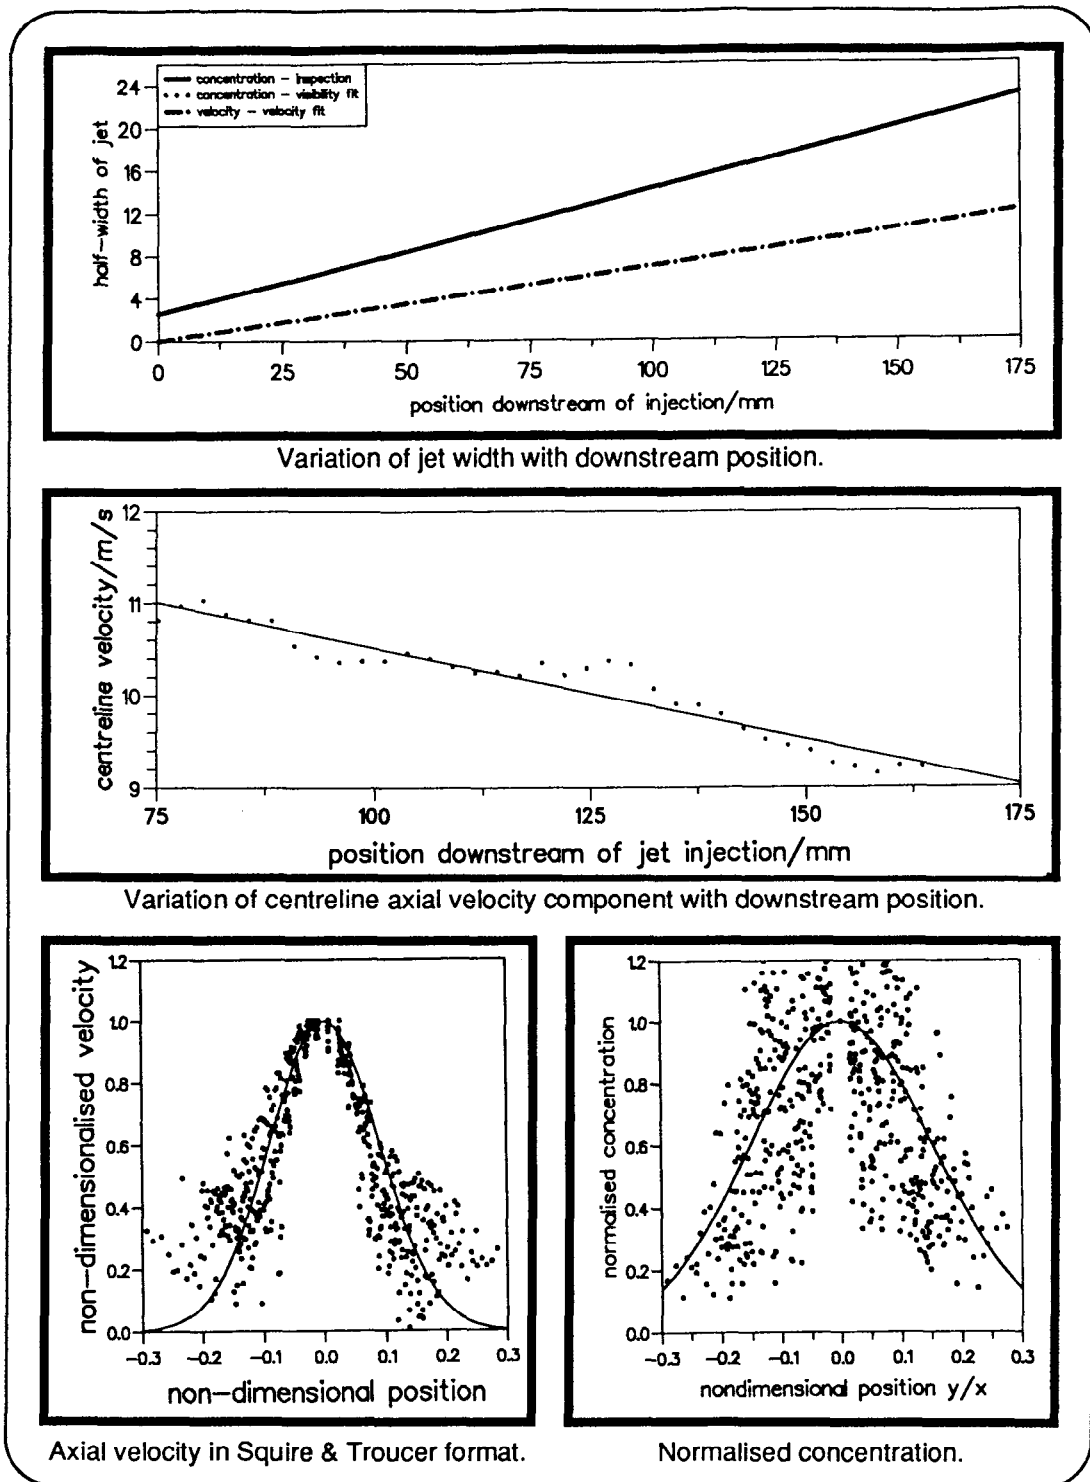 concentration – inspection
concentration – visibility fit
velocity – velocity fit
half–width of jet
24
20
16
12
8
4
0
0 25 50 75 100 125 150 175
position downstream of injection/mm
Variation of jet width with downstream position.
centreline velocity/m/s
12
11
10
9
75 100 125 150 175
position downstream of jet injection/mm
Variation of centreline axial velocity component with downstream position.
non–dimensionalised velocity
1.2
1.0
0.8
0.6
0.4
0.2
0.0
–0.3 –0.2 –0.1 0.0 0.1 0.2 0.3
non–dimensional position
Axial velocity in Squire & Troucer format.
normalised concentration
1.2
1.0
0.8
0.6
0.4
0.2
0.0
–0.3 –0.2 –0.1 0.0 0.1 0.2 0.3
nondimensional position y/x
Normalised concentration.